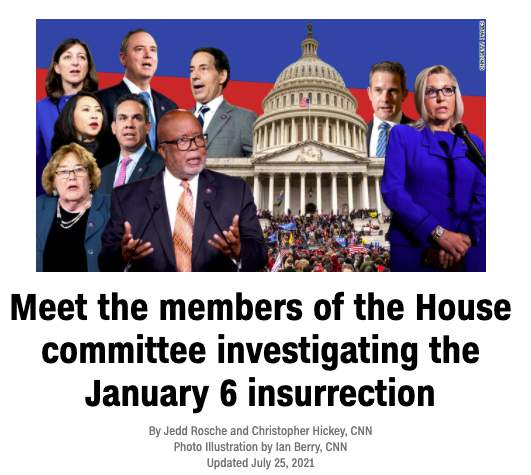 CNN/GETTY IMAGES
Meet the members of the House
committee investigating the
January 6 insurrection
By Jedd Rosche and Christopher Hickey, CNN
Photo Illustration by Ian Berry, CNN
Updated July 25, 2021